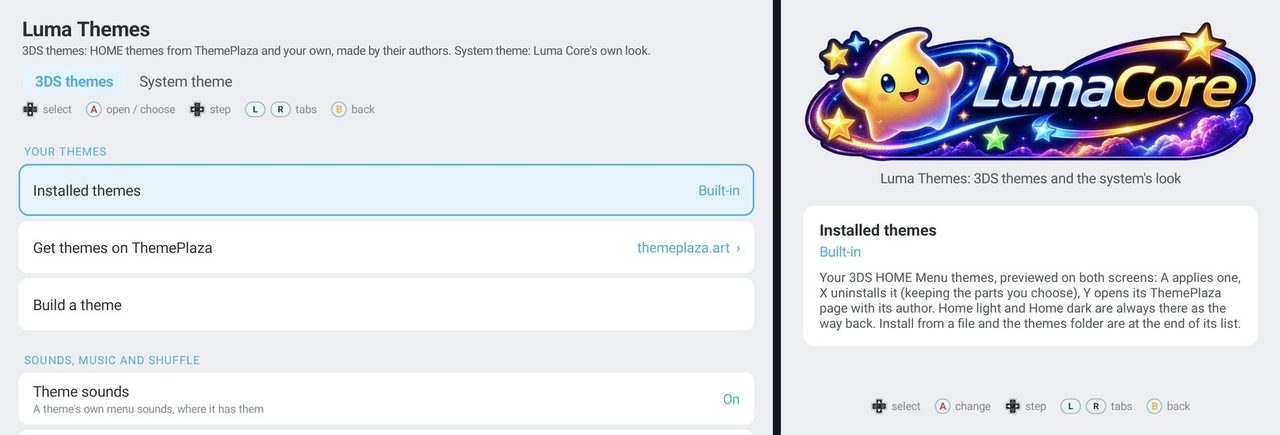 Luma Themes
3DS themes: HOME themes from ThemePlaza and your own, made by their authors. System theme: Luma Core's own look.
3DS themes System theme
select A open / choose step L R tabs B back
YOUR THEMES
Installed themes Built-in
Get themes on ThemePlaza themeplaza.art ›
Build a theme
SOUNDS, MUSIC AND SHUFFLE
Theme sounds On
A theme's own menu sounds, where it has them
LumaCore
Luma Themes: 3DS themes and the system's look
Installed themes
Built-in
Your 3DS HOME Menu themes, previewed on both screens: A applies one,
X uninstalls it (keeping the parts you choose), Y opens its ThemePlaza
page with its author. Home light and Home dark are always there as the
way back. Install from a file and the themes folder are at the end of its list.
select A change step L R tabs B back